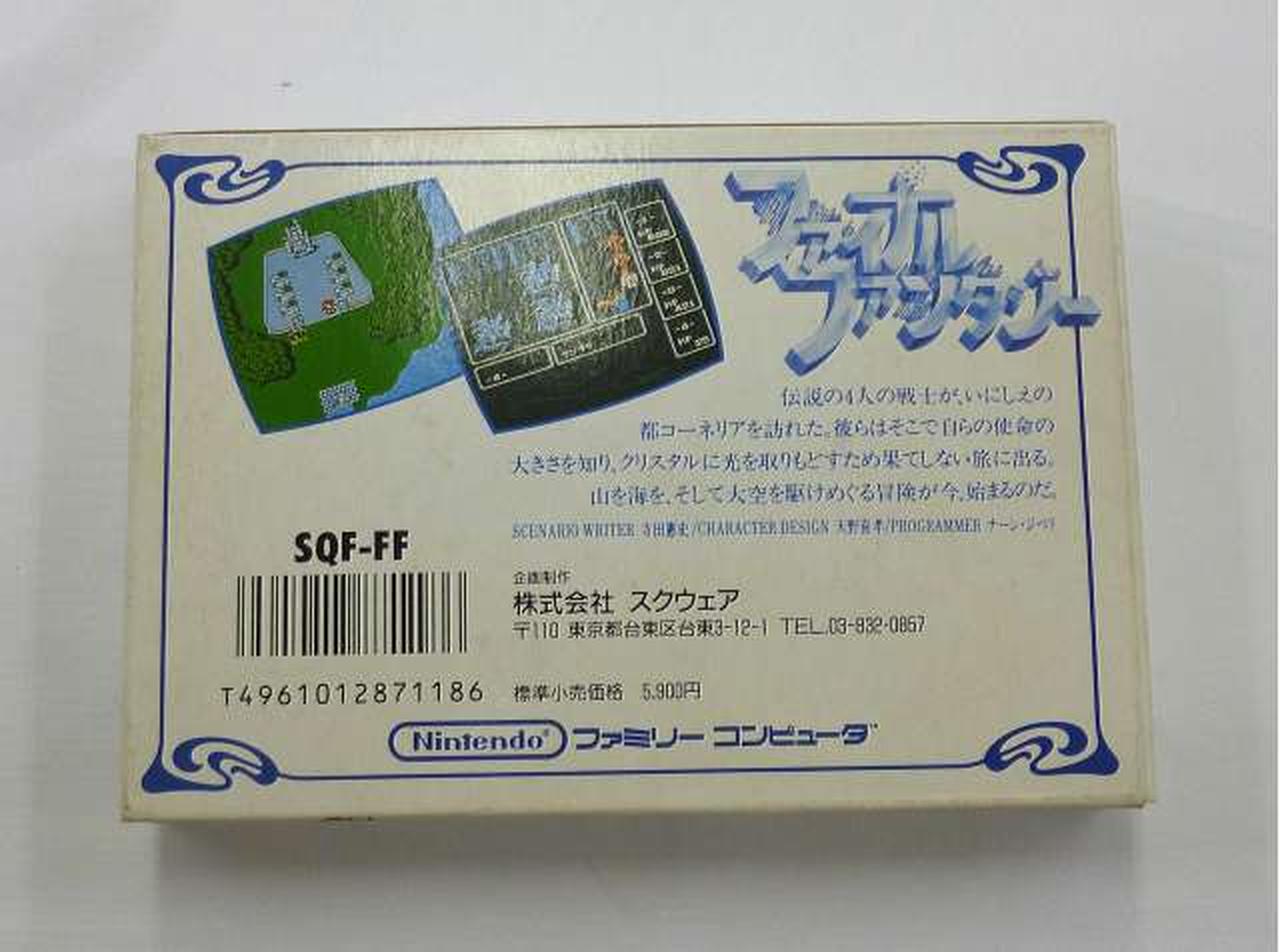 ファイナルファンタジー
伝説の4人の戦士が、いにしえの
都コーネリアを訪れた。彼らはそこで自らの使命の
大きさを知り、クリスタルに光を取りもどすため果てしない旅に出る。
山を海を、そして大空を駆けめぐる冒険が今、始まるのだ。
SCENARIO WRITER 寺田憲史/CHARACTER DESIGN 天野喜孝/PROGRAMMER ナーシ・ジベリ
SQF-FF
企画制作
株式会社 スクウェア
〒110 東京都台東区台東3-12-1 TEL.03-832-0857
T4961012871186
標準小売価格 5,900円
Nintendo® ファミリーコンピュータ